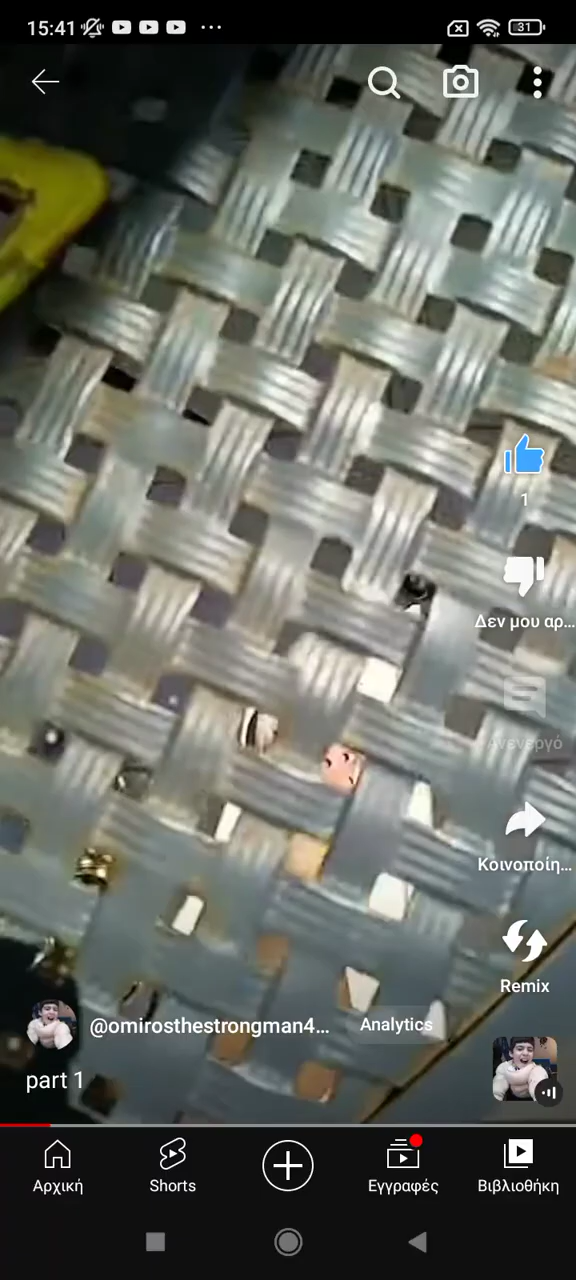 15:41
31
1
Δεν μου αρ...
Ανενεργό
Κοινοποίη...
Remix
@omirosthestrongman4...
Analytics
part 1
Αρχική
Shorts
Εγγραφές
Βιβλιοθήκη